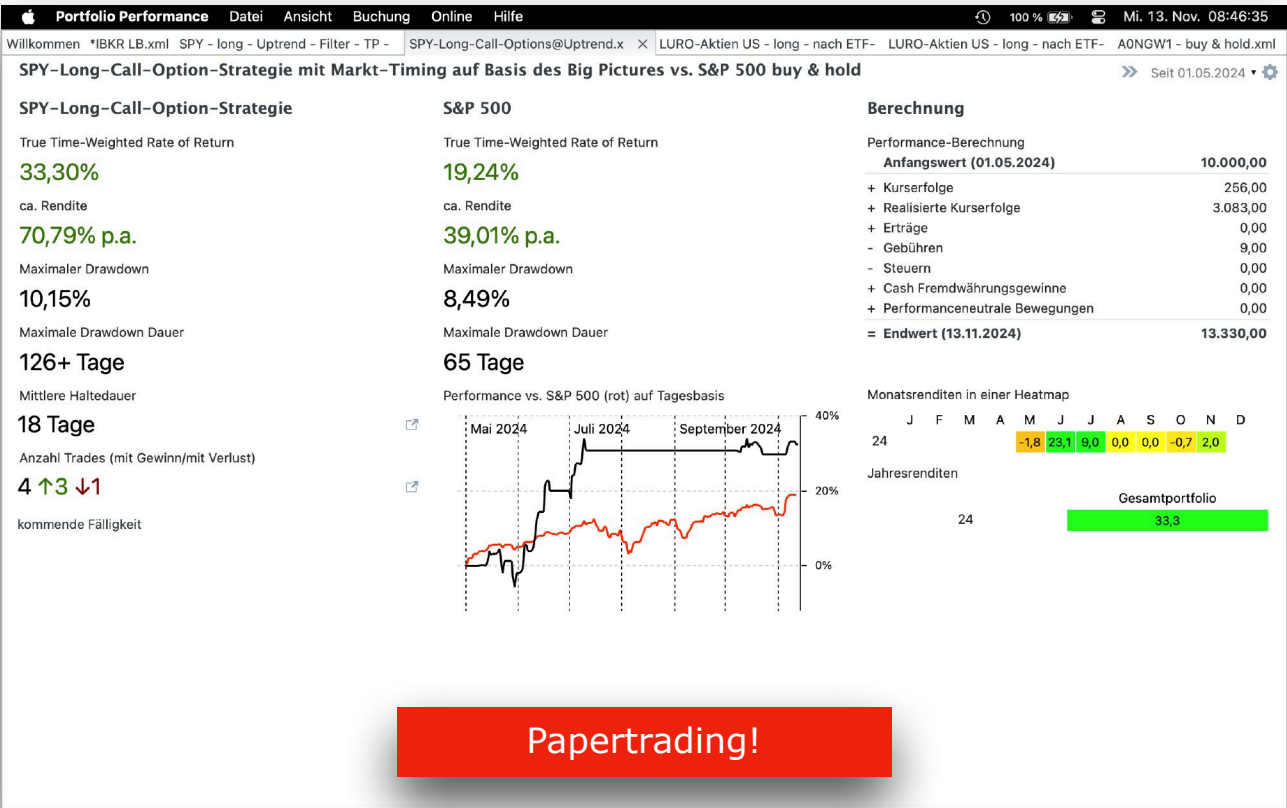 Portfolio Performance Datei Ansicht Buchung Online Hilfe 100 % Mi. 13. Nov. 08:46:35
Willkommen *IBKR LB.xml SPY - long - Uptrend - Filter - TP - SPY-Long-Call-Options@Uptrend.x × LURO-Aktien US - long - nach ETF- LURO-Aktien US - long - nach ETF- A0NGW1 - buy & hold.xml
SPY-Long-Call-Option-Strategie mit Markt-Timing auf Basis des Big Pictures vs. S&P 500 buy & hold
Seit 01.05.2024
SPY-Long-Call-Option-Strategie
True Time-Weighted Rate of Return
33,30%
ca. Rendite
70,79% p.a.
Maximaler Drawdown
10,15%
Maximale Drawdown Dauer
126+ Tage
Mittlere Haltedauer
18 Tage
Anzahl Trades (mit Gewinn/mit Verlust)
4 ↑3 ↓1
kommende Fälligkeit
S&P 500
True Time-Weighted Rate of Return
19,24%
ca. Rendite
39,01% p.a.
Maximaler Drawdown
8,49%
Maximale Drawdown Dauer
65 Tage
Performance vs. S&P 500 (rot) auf Tagesbasis
Mai 2024 Juli 2024 September 2024
40%
20%
0%
Berechnung
Performance-Berechnung
Anfangswert (01.05.2024) 10.000,00
+ Kurserfolge 256,00
+ Realisierte Kurserfolge 3.083,00
+ Erträge 0,00
- Gebühren 9,00
- Steuern 0,00
+ Cash Fremdwährungsgewinne 0,00
+ Performanceneutrale Bewegungen 0,00
= Endwert (13.11.2024) 13.330,00
Monatsrenditen in einer Heatmap
J F M A M J J A S O N D
24 -1,8 23,1 9,0 0,0 0,0 -0,7 2,0
Jahresrenditen
Gesamtportfolio
24 33,3
Papertrading!